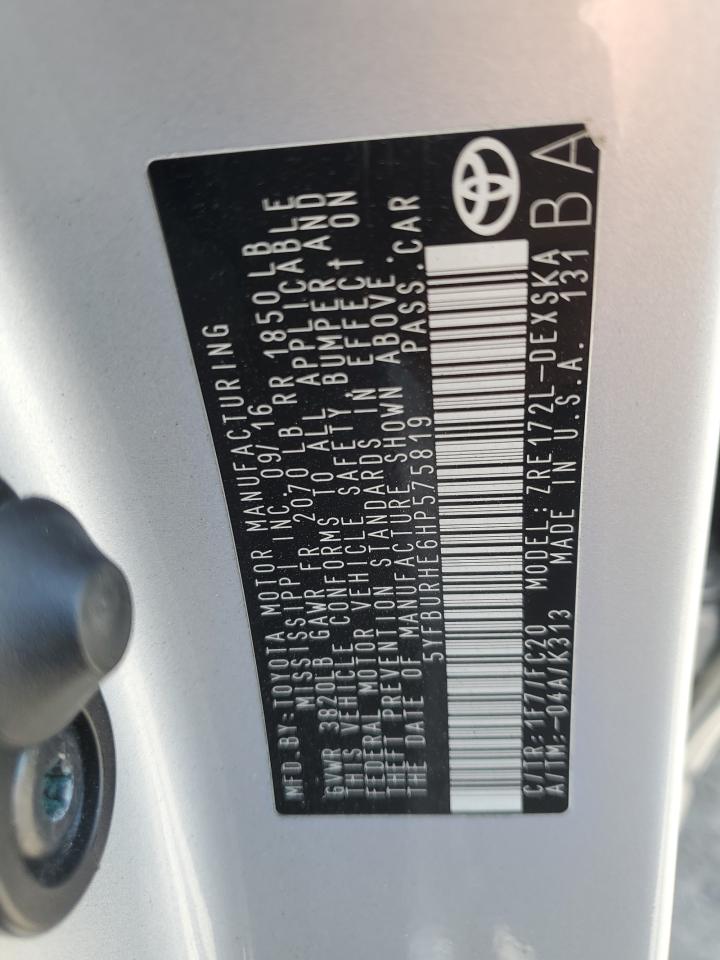 MFD. BY: TOYOTA MOTOR MANUFACTURING
MISSISSIPPI INC. 09/16
GVWR 3820LB GAWR FR 2070 LB RR 1850 LB
THIS VEHICLE CONFORMS TO ALL APPLICABLE
FEDERAL MOTOR VEHICLE SAFETY, BUMPER AND
THEFT PREVENTION STANDARDS IN EFFECT ON
THE DATE OF MANUFACTURE SHOWN ABOVE.
5YFBURHE6HP575819 PASS. CAR
C/TR: 1F7/FC20 MODEL: ZRE172L-DEXSKA
A/TM: -04A/K313 MADE IN U.S.A. 131
BA